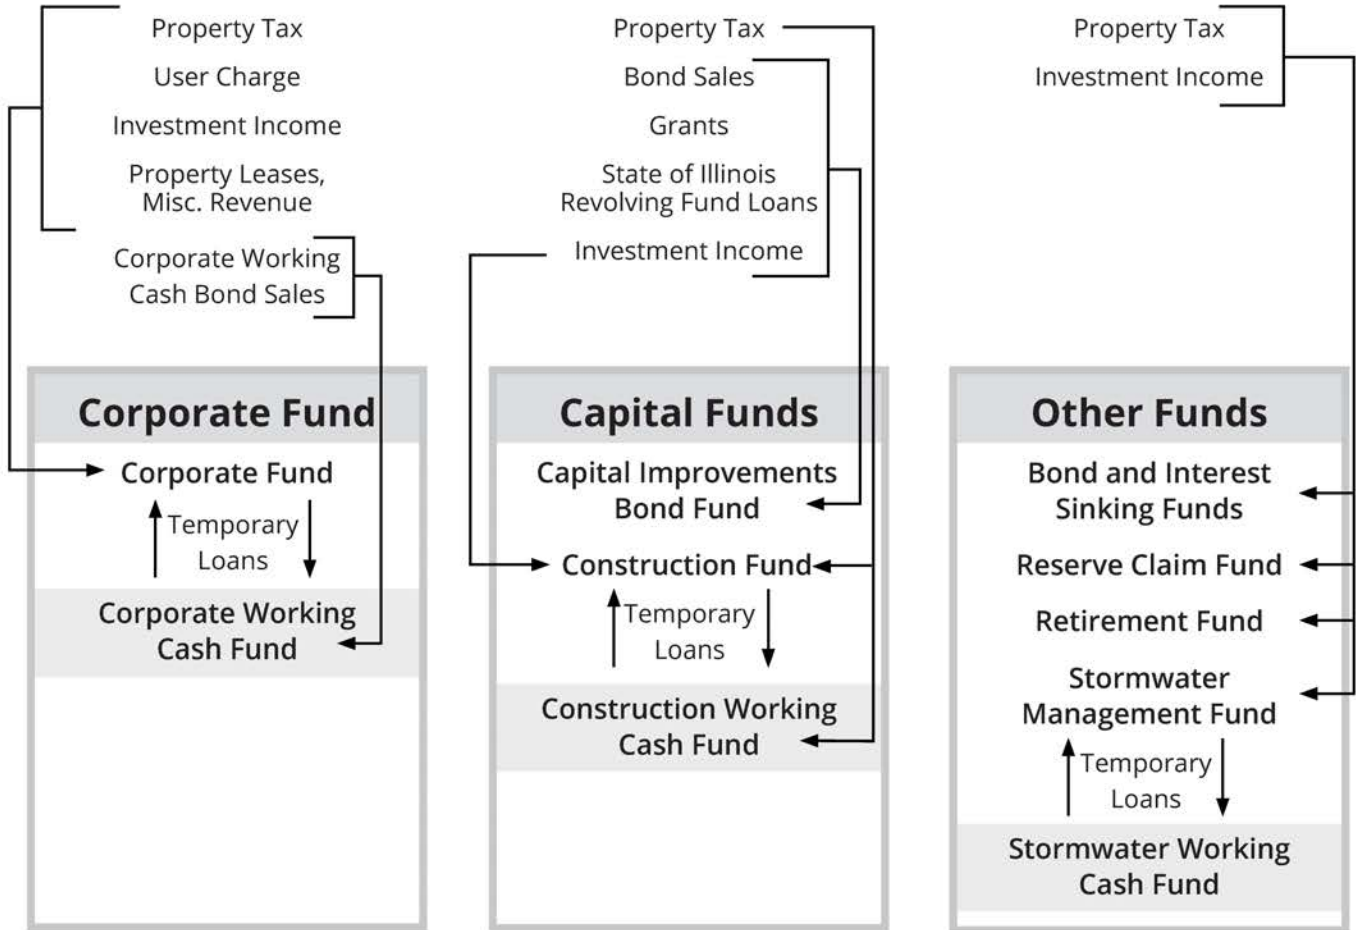 Property Tax
User Charge
Investment Income
Property Leases,
Misc. Revenue
Corporate Working
Cash Bond Sales
Corporate Fund
Corporate Fund
Temporary
Loans
Corporate Working
Cash Fund
Property Tax
Bond Sales
Grants
State of Illinois
Revolving Fund Loans
Investment Income
Capital Funds
Capital Improvements
Bond Fund
Construction Fund
Temporary
Loans
Construction Working
Cash Fund
Property Tax
Investment Income
Other Funds
Bond and Interest
Sinking Funds
Reserve Claim Fund
Retirement Fund
Stormwater
Management Fund
Temporary
Loans
Stormwater Working
Cash Fund